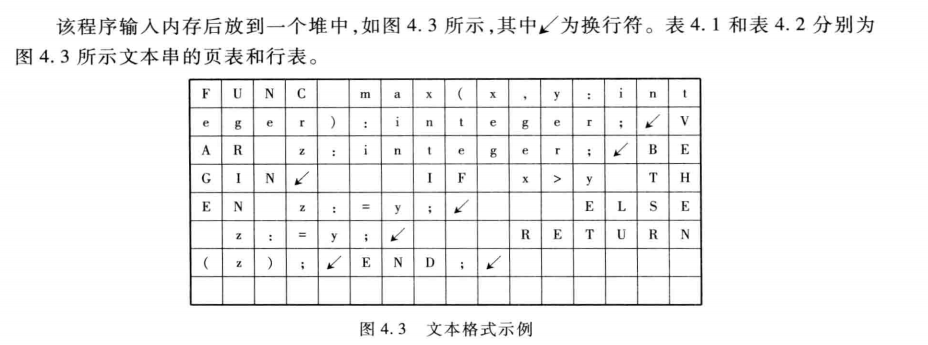 该程序输入内存后放到一个堆中,如图4.3所示,其中↙为换行符。表4.1和表4.2分别为
图4.3所示文本串的页表和行表。
F U N C m a x ( x , y : i n t
e g e r ) : i n t e g e r ; ↙ V
A R z : i n t e g e r ; ↙ B E
G I N ↙ I F x > y T H
E N z : = y ; ↙ E L S E
z : = y ; ↙ R E T U R N
( z ) ; ↙ E N D ; ↙
图4.3 文本格式示例